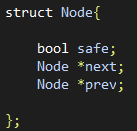 struct Node{
bool safe;
Node *next;
Node *prev;
};